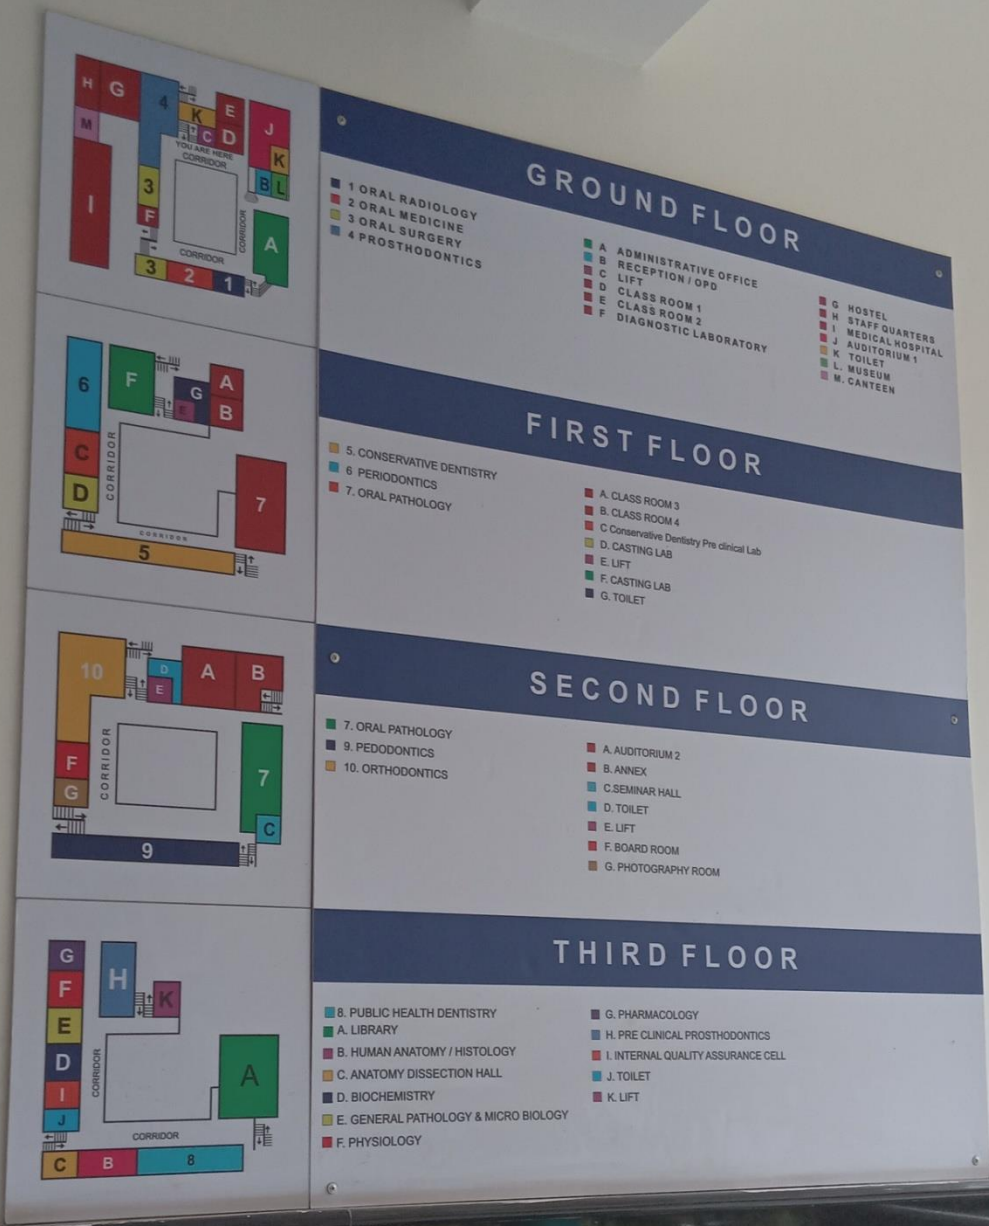 H
G
4
K
E
J
M
C
D
YOU ARE HERE
CORRIDOR
K
3
B
L
I
F
CORRIDOR
A
CORRIDOR
3
2
1
GROUND FLOOR
1 ORAL RADIOLOGY
2 ORAL MEDICINE
3 ORAL SURGERY
4 PROSTHODONTICS
A ADMINISTRATIVE OFFICE
B RECEPTION / OPD
C LIFT
D CLASS ROOM 1
E CLASS ROOM 2
F DIAGNOSTIC LABORATORY
G HOSTEL
H STAFF QUARTERS
I MEDICAL HOSPITAL
J AUDITORIUM 1
K TOILET
L. MUSEUM
M. CANTEEN
6
F
G
A
E
B
C
CORRIDOR
D
7
CORRIDOR
5
FIRST FLOOR
5. CONSERVATIVE DENTISTRY
6 PERIODONTICS
7. ORAL PATHOLOGY
A. CLASS ROOM 3
B. CLASS ROOM 4
C Conservative Dentistry Pre clinical Lab
D. CASTING LAB
E. LIFT
F. CASTING LAB
G. TOILET
10
D
E
A
B
F
G
CORRIDOR
7
C
9
SECOND FLOOR
7. ORAL PATHOLOGY
9. PEDODONTICS
10. ORTHODONTICS
A. AUDITORIUM 2
B. ANNEX
C.SEMINAR HALL
D. TOILET
E. LIFT
F. BOARD ROOM
G. PHOTOGRAPHY ROOM
G
H
F
K
E
D
CORRIDOR
A
I
J
CORRIDOR
C
B
8
THIRD FLOOR
8. PUBLIC HEALTH DENTISTRY
A. LIBRARY
B. HUMAN ANATOMY / HISTOLOGY
C. ANATOMY DISSECTION HALL
D. BIOCHEMISTRY
E. GENERAL PATHOLOGY & MICRO BIOLOGY
F. PHYSIOLOGY
G. PHARMACOLOGY
H. PRE CLINICAL PROSTHODONTICS
I. INTERNAL QUALITY ASSURANCE CELL
J. TOILET
K. LIFT